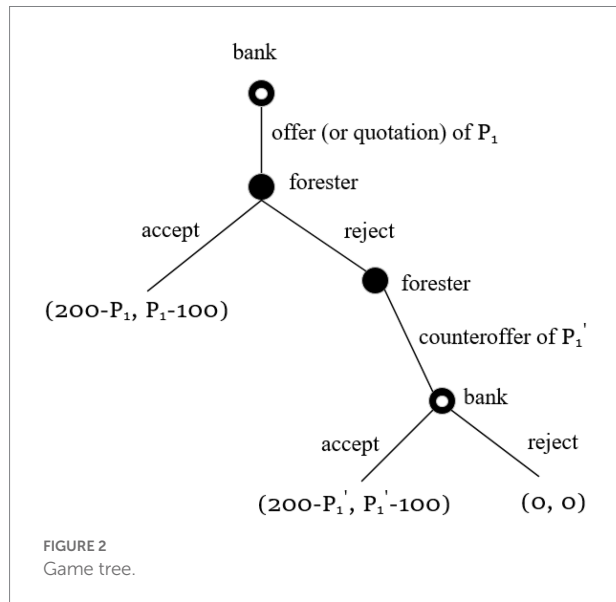 bank
offer (or quotation) of P₁
forester
accept
reject
(200-P₁, P₁-100)
forester
counteroffer of P₁'
bank
accept
reject
(200-P₁', P₁'-100)
(0, 0)
FIGURE 2
Game tree.